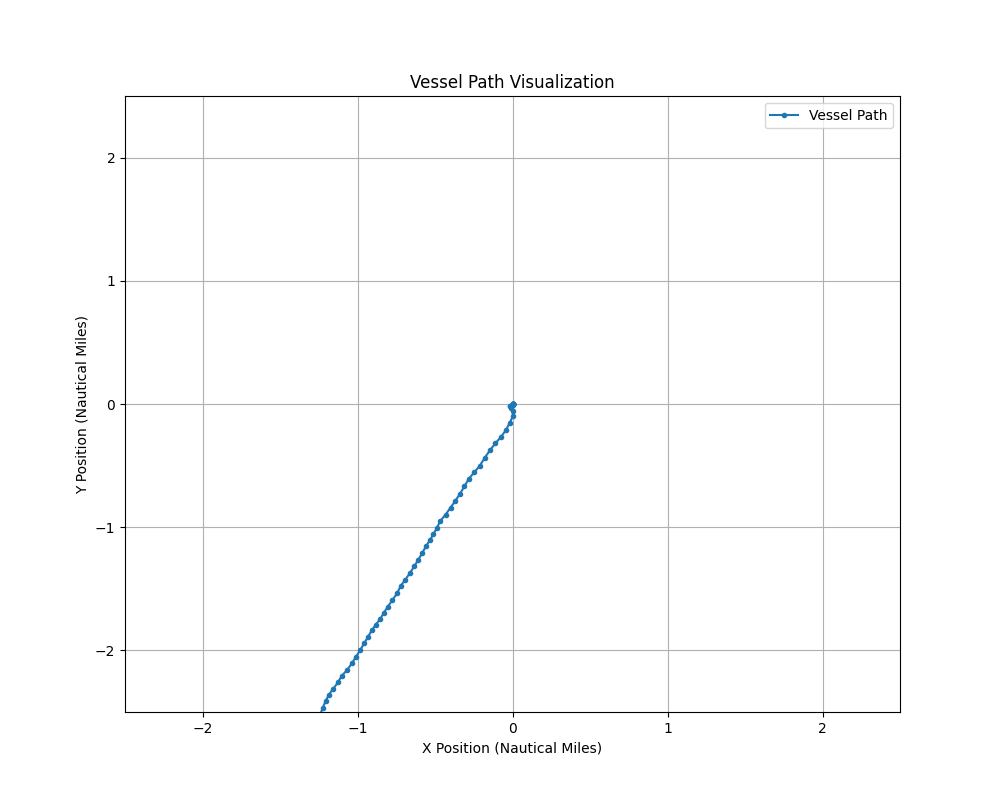 Vessel Path Visualization
Vessel Path
2
1
0
−1
−2
Y Position (Nautical Miles)
−2
−1
0
1
2
X Position (Nautical Miles)